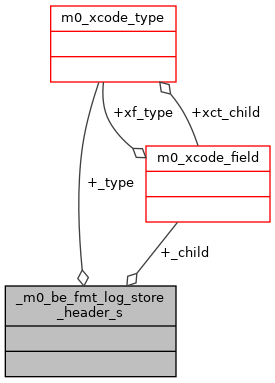 m0_xcode_type
+xf_type
+xct_child
+_type
m0_xcode_field
+_child
_m0_be_fmt_log_store
_header_s